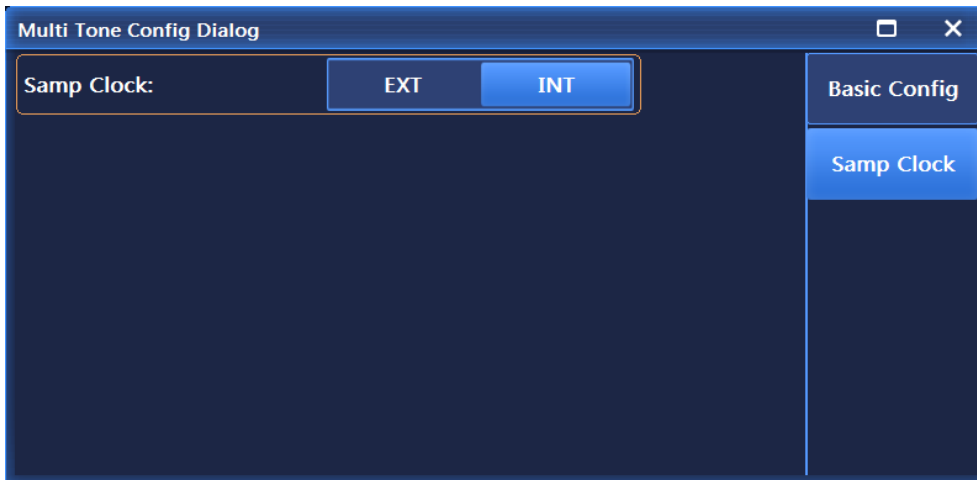 Multi Tone Config Dialog
Samp Clock: EXT INT
Basic Config
Samp Clock